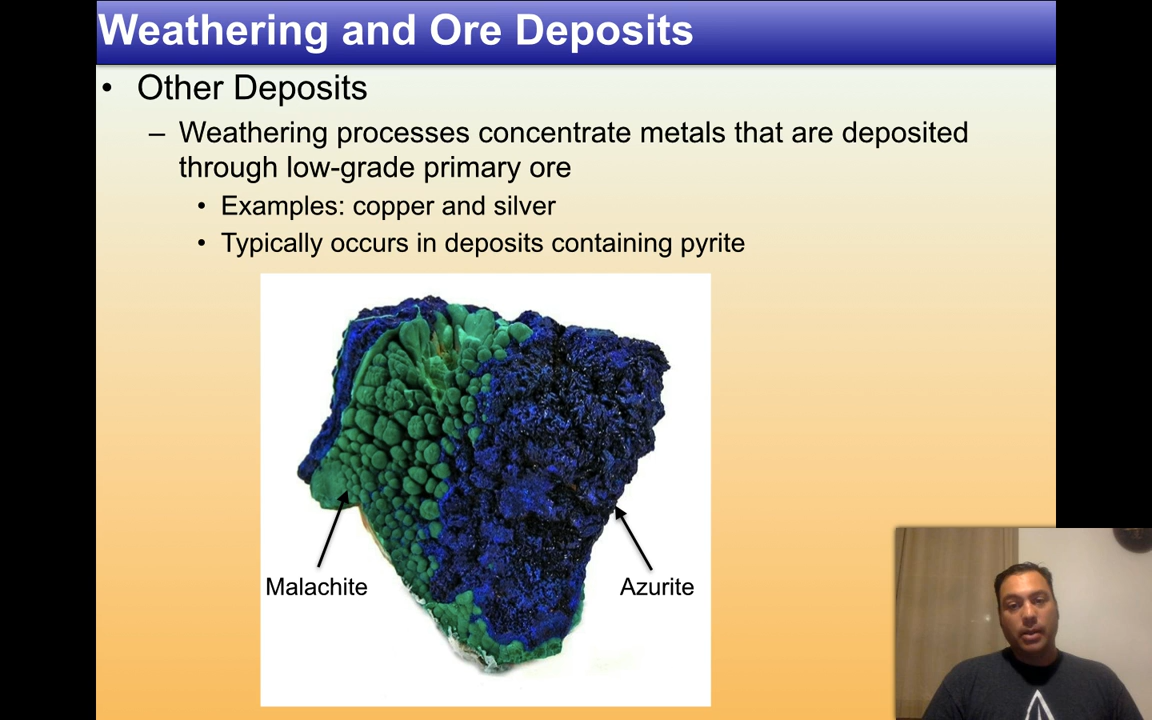 Weathering and Ore Deposits
• Other Deposits
– Weathering processes concentrate metals that are deposited
through low-grade primary ore
• Examples: copper and silver
• Typically occurs in deposits containing pyrite
Malachite
Azurite